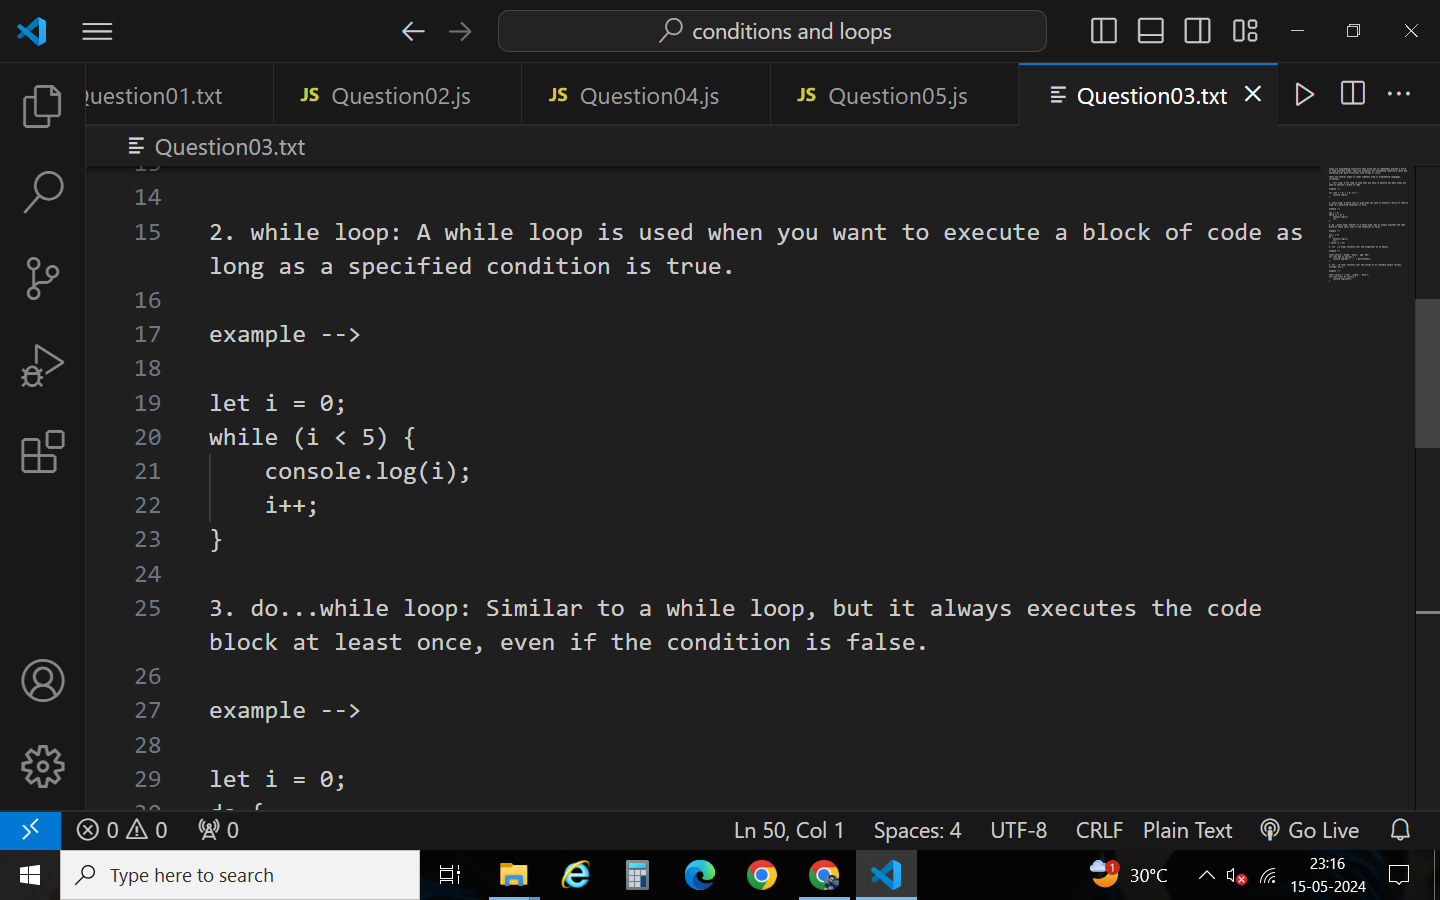 conditions and loops
uestion01.txt
JS Question02.js
JS Question04.js
JS Question05.js
Question03.txt
Question03.txt
14
15 2. while loop: A while loop is used when you want to execute a block of code as
long as a specified condition is true.
16
17 example -->
18
19 let i = 0;
20 while (i < 5) {
21 console.log(i);
22 i++;
23 }
24
25 3. do...while loop: Similar to a while loop, but it always executes the code
block at least once, even if the condition is false.
26
27 example -->
28
29 let i = 0;
do {
0 0 0 Ln 50, Col 1 Spaces: 4 UTF-8 CRLF Plain Text Go Live
Type here to search
1 30°C
23:16
15-05-2024